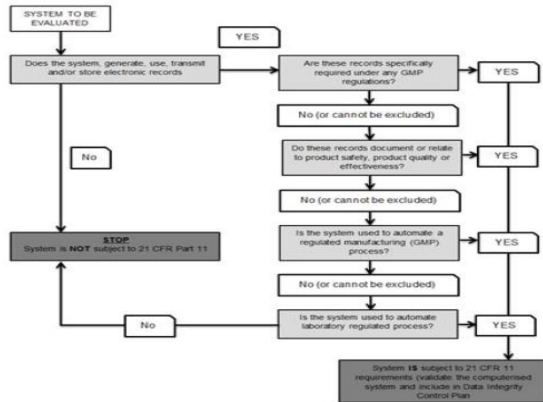 SYSTEM TO BE
EVALUATED
YES
Does the system, generate, use, transmit
and/or store electronic records
Are these records specifically
required under any GMP
regulations?
YES
No (or cannot be excluded)
No
Do these records document or relate
to product safety, product quality or
effectiveness?
YES
No (or cannot be excluded)
STOP
System is NOT subject to 21 CFR Part 11
Is the system used to automate a
regulated manufacturing (GMP)
process?
YES
No (or cannot be excluded)
No
Is the system used to automate
laboratory regulated process?
YES
System IS subject to 21 CFR 11
requirements (validate the computerised
system and include in Data Integrity
Control Plan